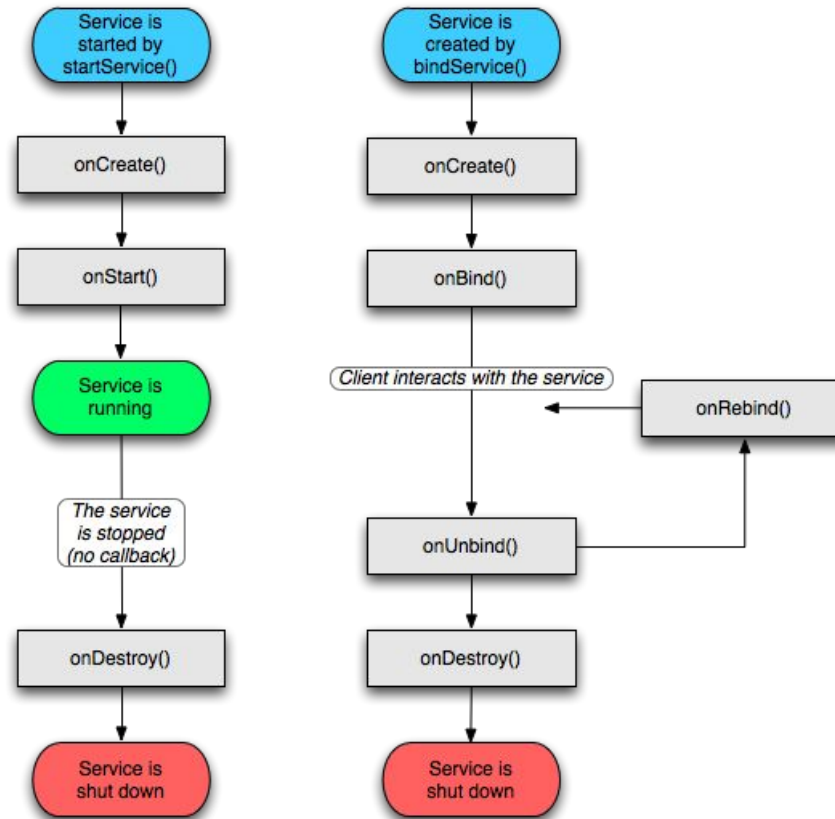 Service is
started by
startService()
onCreate()
onStart()
Service is
running
The service
is stopped
(no callback)
onDestroy()
Service is
shut down
Service is
created by
bindService()
onCreate()
onBind()
Client interacts with the service
onRebind()
onUnbind()
onDestroy()
Service is
shut down